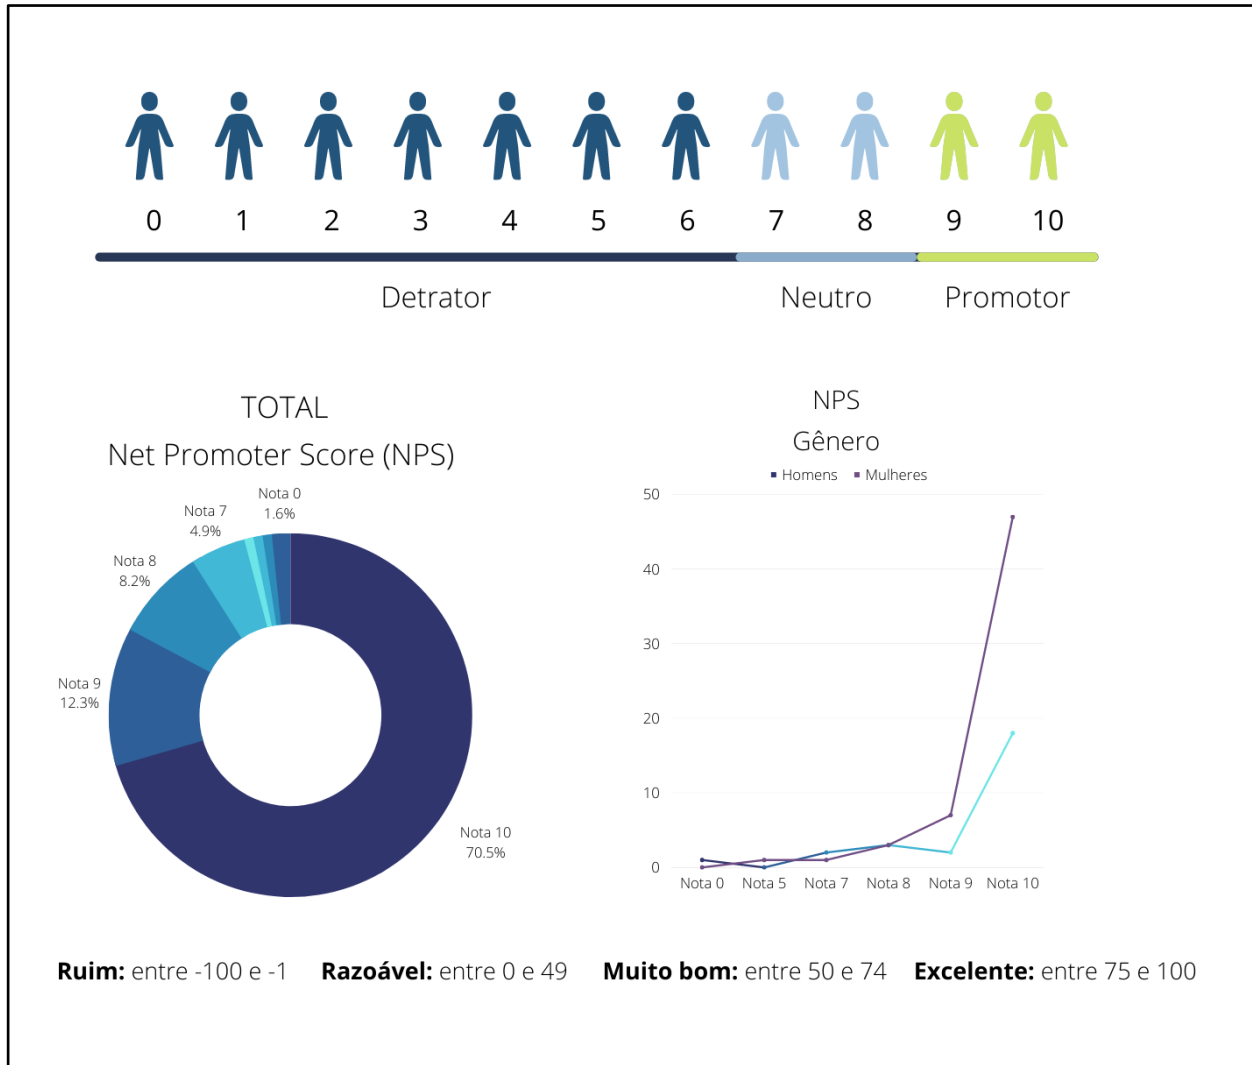 0 1 2 3 4 5 6 7 8 9 10
Detrator Neutro Promotor
TOTAL
Net Promoter Score (NPS)
Nota 0
1.6%
Nota 7
4.9%
Nota 8
8.2%
Nota 9
12.3%
Nota 10
70.5%
NPS
Gênero
Homens Mulheres
50
40
30
20
10
0
Nota 0 Nota 5 Nota 7 Nota 8 Nota 9 Nota 10
Ruim: entre -100 e -1 Razoável: entre 0 e 49 Muito bom: entre 50 e 74 Excelente: entre 75 e 100